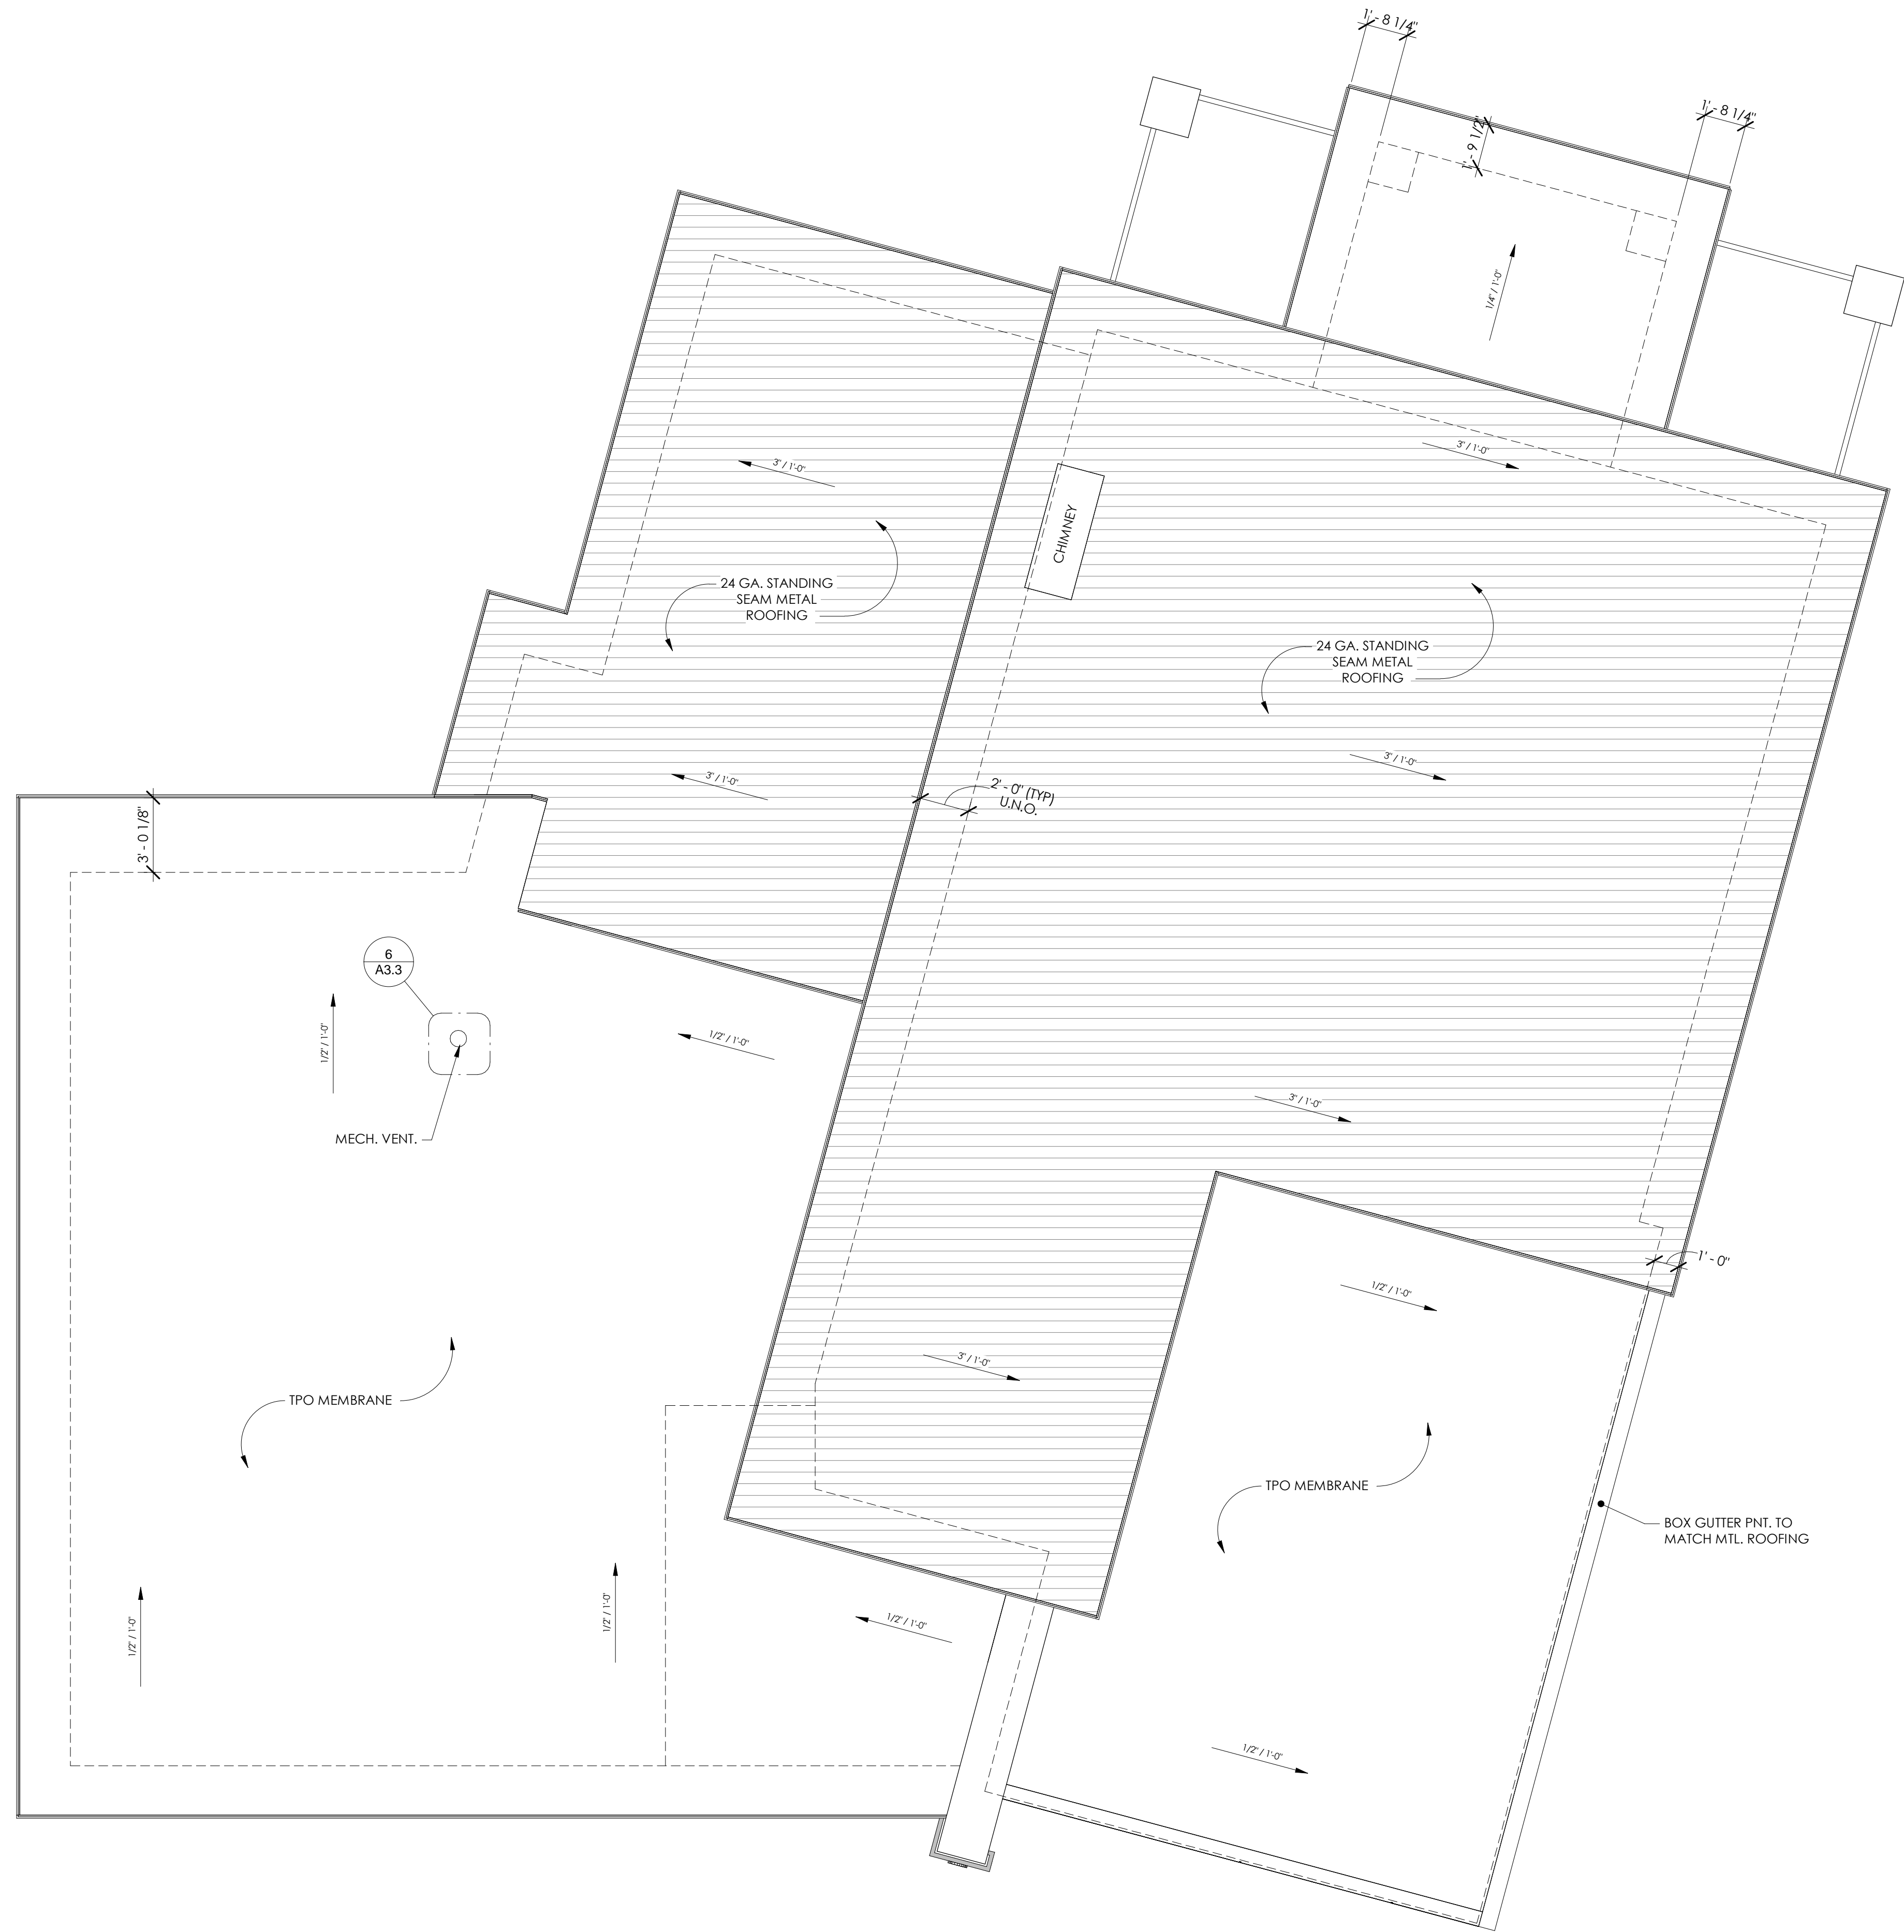 1' - 8 1/4"
1' - 8 1/4"
1' - 9 1/2"
1/4" / 1'-0"
3" / 1'-0"
3" / 1'-0"
CHIMNEY
24 GA. STANDING
SEAM METAL
ROOFING
24 GA. STANDING
SEAM METAL
ROOFING
3" / 1'-0"
3" / 1'-0"
2' - 0" (TYP)
U.N.O.
3' - 0 1/8"
6
A3.3
1/2" / 1'-0"
1/2" / 1'-0"
MECH. VENT.
3" / 1'-0"
1' - 0"
1/2" / 1'-0"
3" / 1'-0"
TPO MEMBRANE
TPO MEMBRANE
BOX GUTTER PNT. TO
MATCH MTL. ROOFING
1/2" / 1'-0"
1/2" / 1'-0"
1/2" / 1'-0"
1/2" / 1'-0"